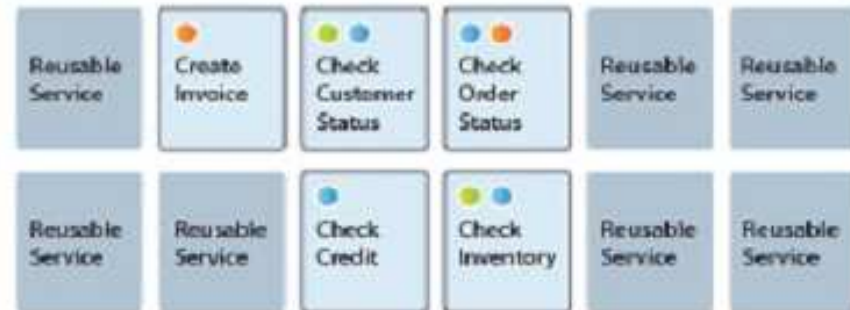 Reusable
Service
Create
Invoice
Check
Customer
Status
Check
Order
Status
Reusable
Service
Reusable
Service
Reusable
Service
Reusable
Service
Check
Credit
Check
Inventory
Reusable
Service
Reusable
Service